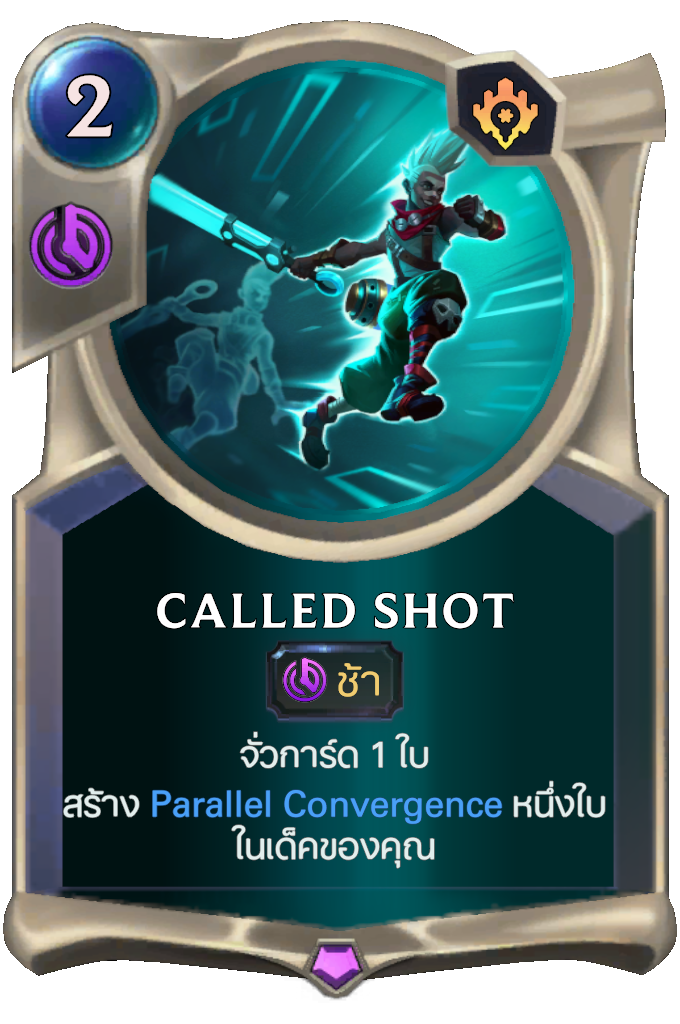 2
CALLED SHOT
ช้า
จั่วการ์ด 1 ใบ
สร้าง Parallel Convergence หนึ่งใบ
ในเด็คของคุณ